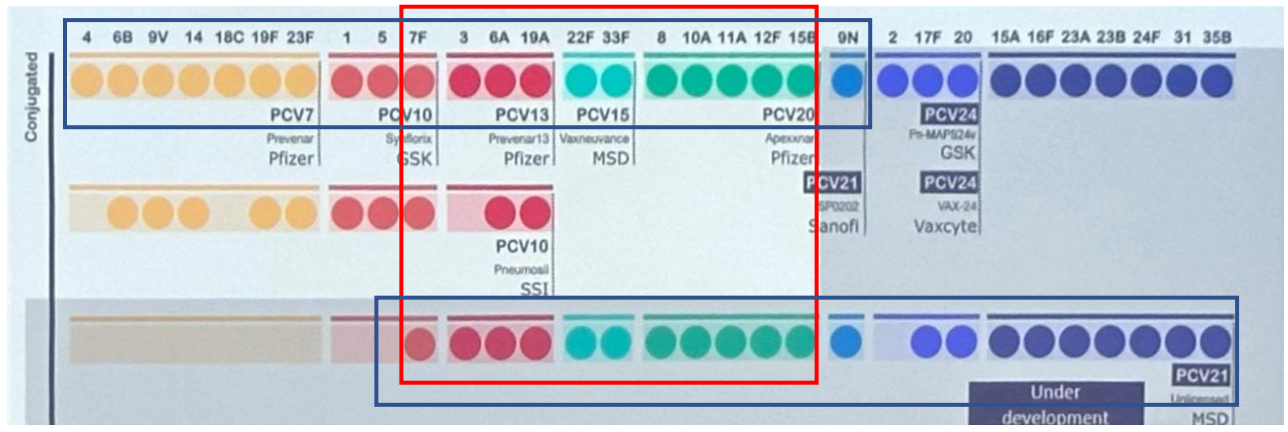 4 6B 9V 14 18C 19F 23F 1 5 7F 3 6A 19A 22F 33F 8 10A 11A 12F 15B 9N 2 17F 20 15A 16F 23A 23B 24F 31 35B
Conjugated
PCV7 PCV10 PCV13 PCV15 PCV20 PCV24
Prevenar Synflorix Prevenar13 Vaxneuvance Apexxnar Pn-MAPS24v
Pfizer GSK Pfizer MSD Pfizer GSK
PCV21 PCV24
SP0202 VAX-24
Sanofi Vaxcyte
PCV10
Pneumosil
SSI
PCV21
Under
Unlicensed
development
MSD